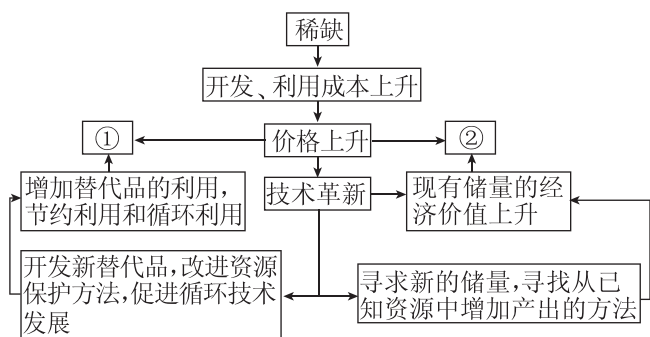 稀缺
开发、利用成本上升
①
价格上升
②
增加替代品的利用,
节约利用和循环利用
技术革新
现有储量的经
济价值上升
开发新替代品,改进资源
保护方法,促进循环技术
发展
寻求新的储量,寻找从已
知资源中增加产出的方法